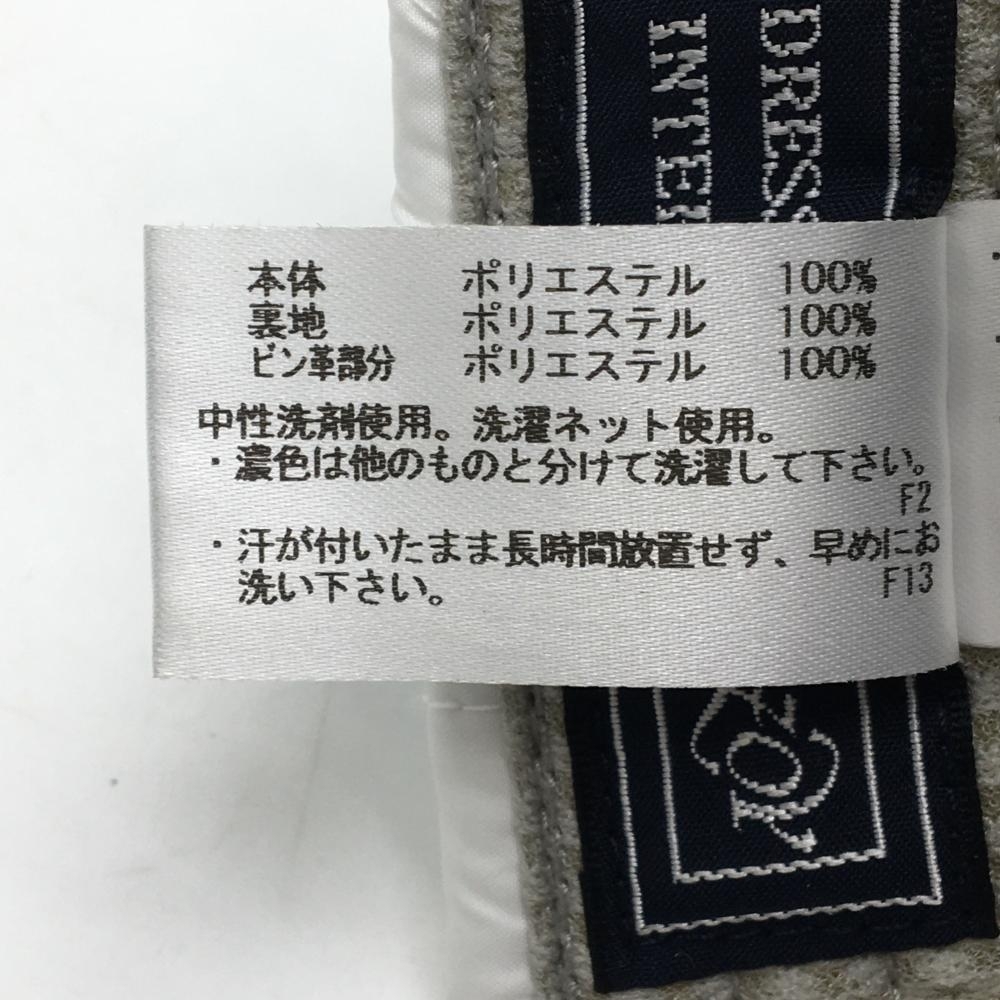 本体 ポリエステル 100%
裏地 ポリエステル 100%
ビン革部分 ポリエステル 100%
中性洗剤使用。洗濯ネット使用。
・濃色は他のものと分けて洗濯して下さい。
F2
・汗が付いたまま長時間放置せず、早めにお
洗い下さい。
F13
DRES
INTE